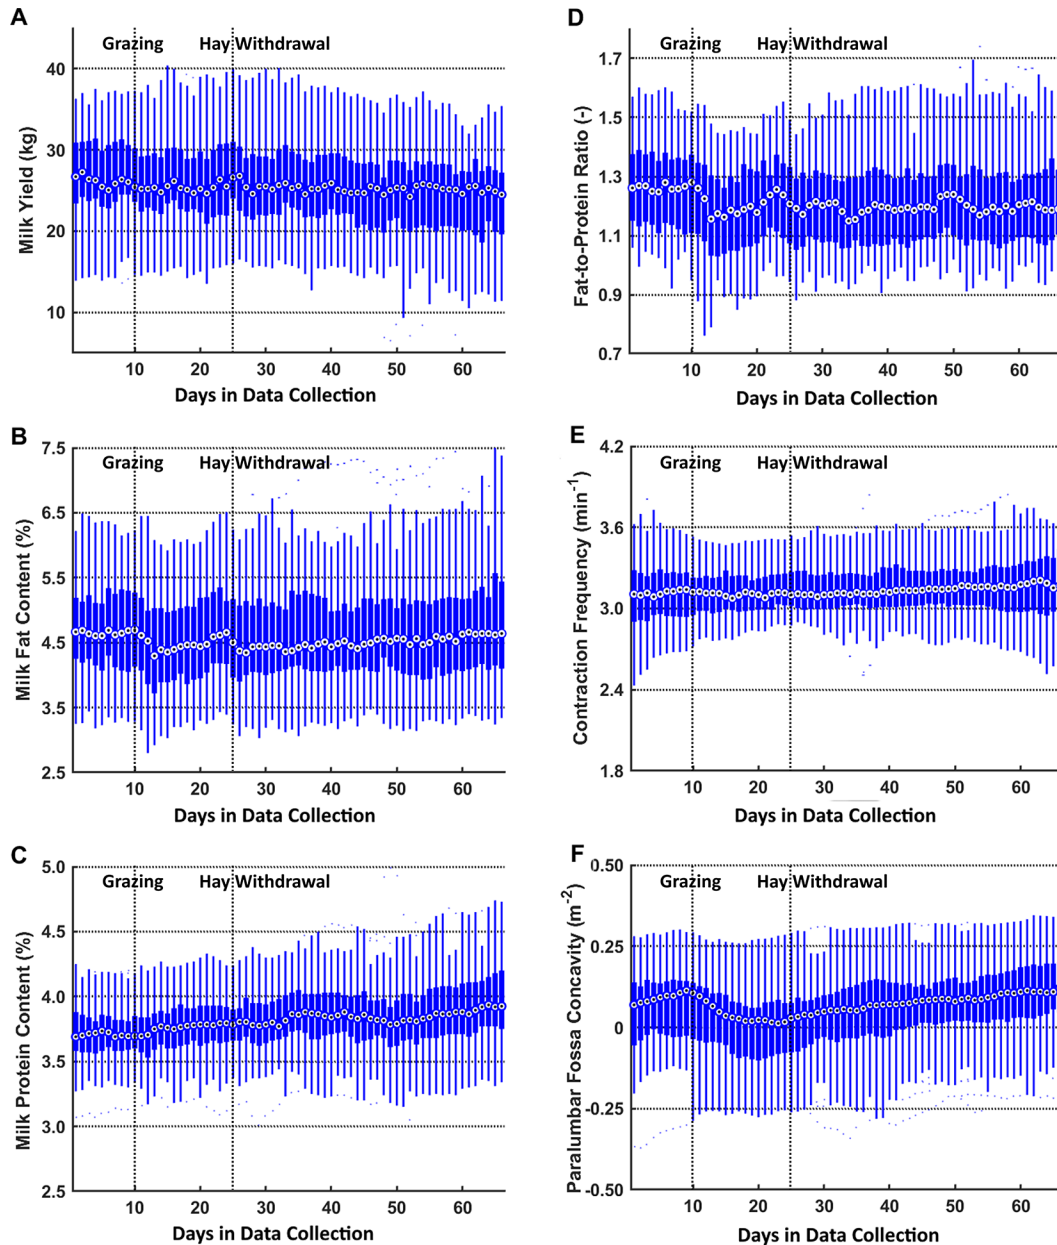 A
Grazing
Hay Withdrawal
40
30
20
10
Milk Yield (kg)
10 20 30 40 50 60
Days in Data Collection
D
Grazing
Hay Withdrawal
1.7
1.5
1.3
1.1
0.9
0.7
Fat-to-Protein Ratio (-)
10 20 30 40 50 60
Days in Data Collection
B
Grazing
Hay Withdrawal
7.5
6.5
5.5
4.5
3.5
2.5
Milk Fat Content (%)
10 20 30 40 50 60
Days in Data Collection
E
Grazing
Hay Withdrawal
4.2
3.6
3.0
2.4
1.8
Contraction Frequency (min⁻¹)
10 20 30 40 50 60
Days in Data Collection
C
Grazing
Hay Withdrawal
5.0
4.5
4.0
3.5
3.0
2.5
Milk Protein Content (%)
10 20 30 40 50 60
Days in Data Collection
F
Grazing
Hay Withdrawal
0.50
0.25
0
-0.25
-0.50
Paralumbar Fossa Concavity (m⁻²)
10 20 30 40 50 60
Days in Data Collection